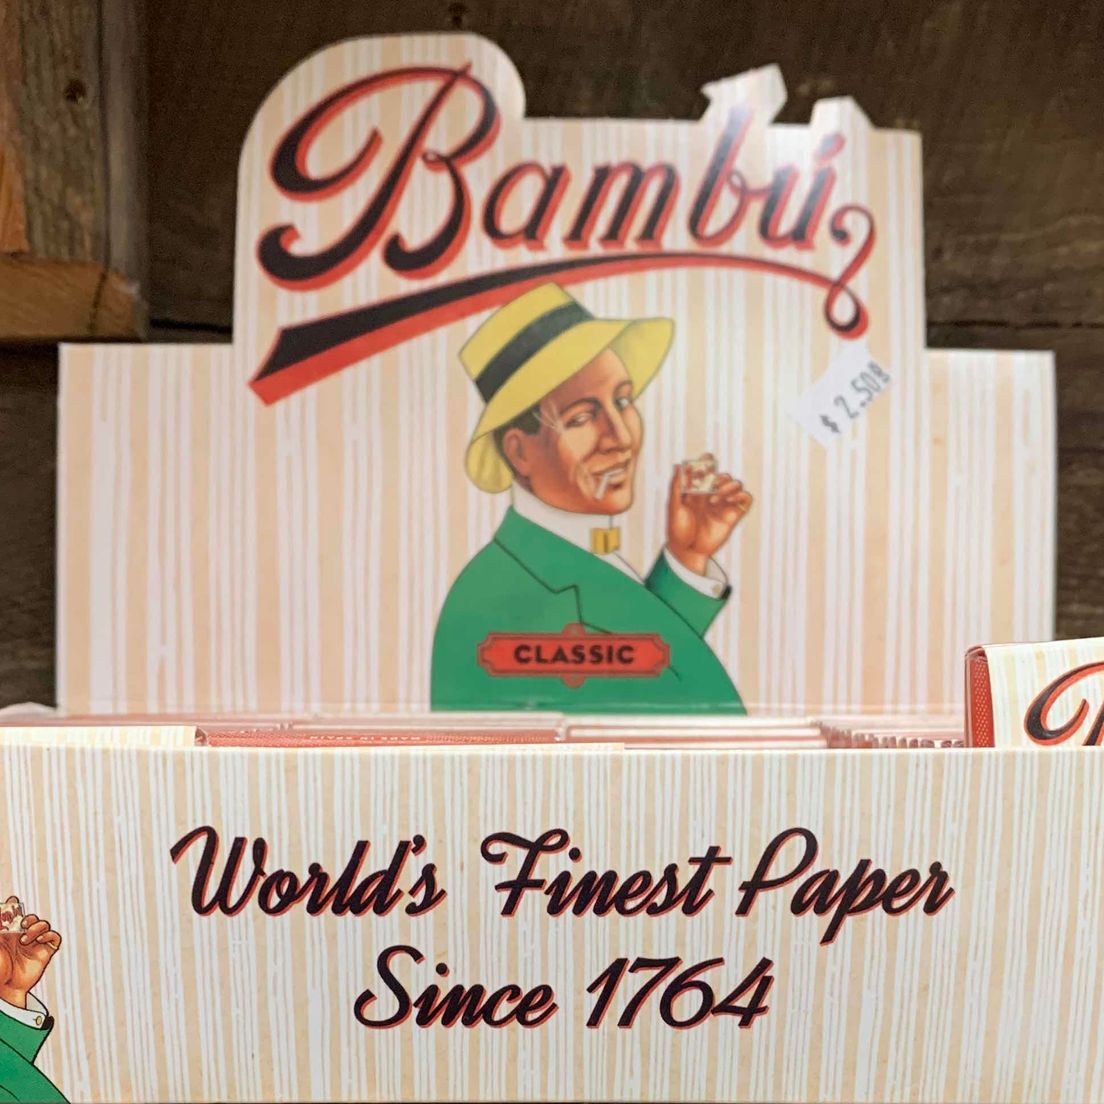 Bambú
$ 2.50
CLASSIC
World's Finest Paper
Since 1764